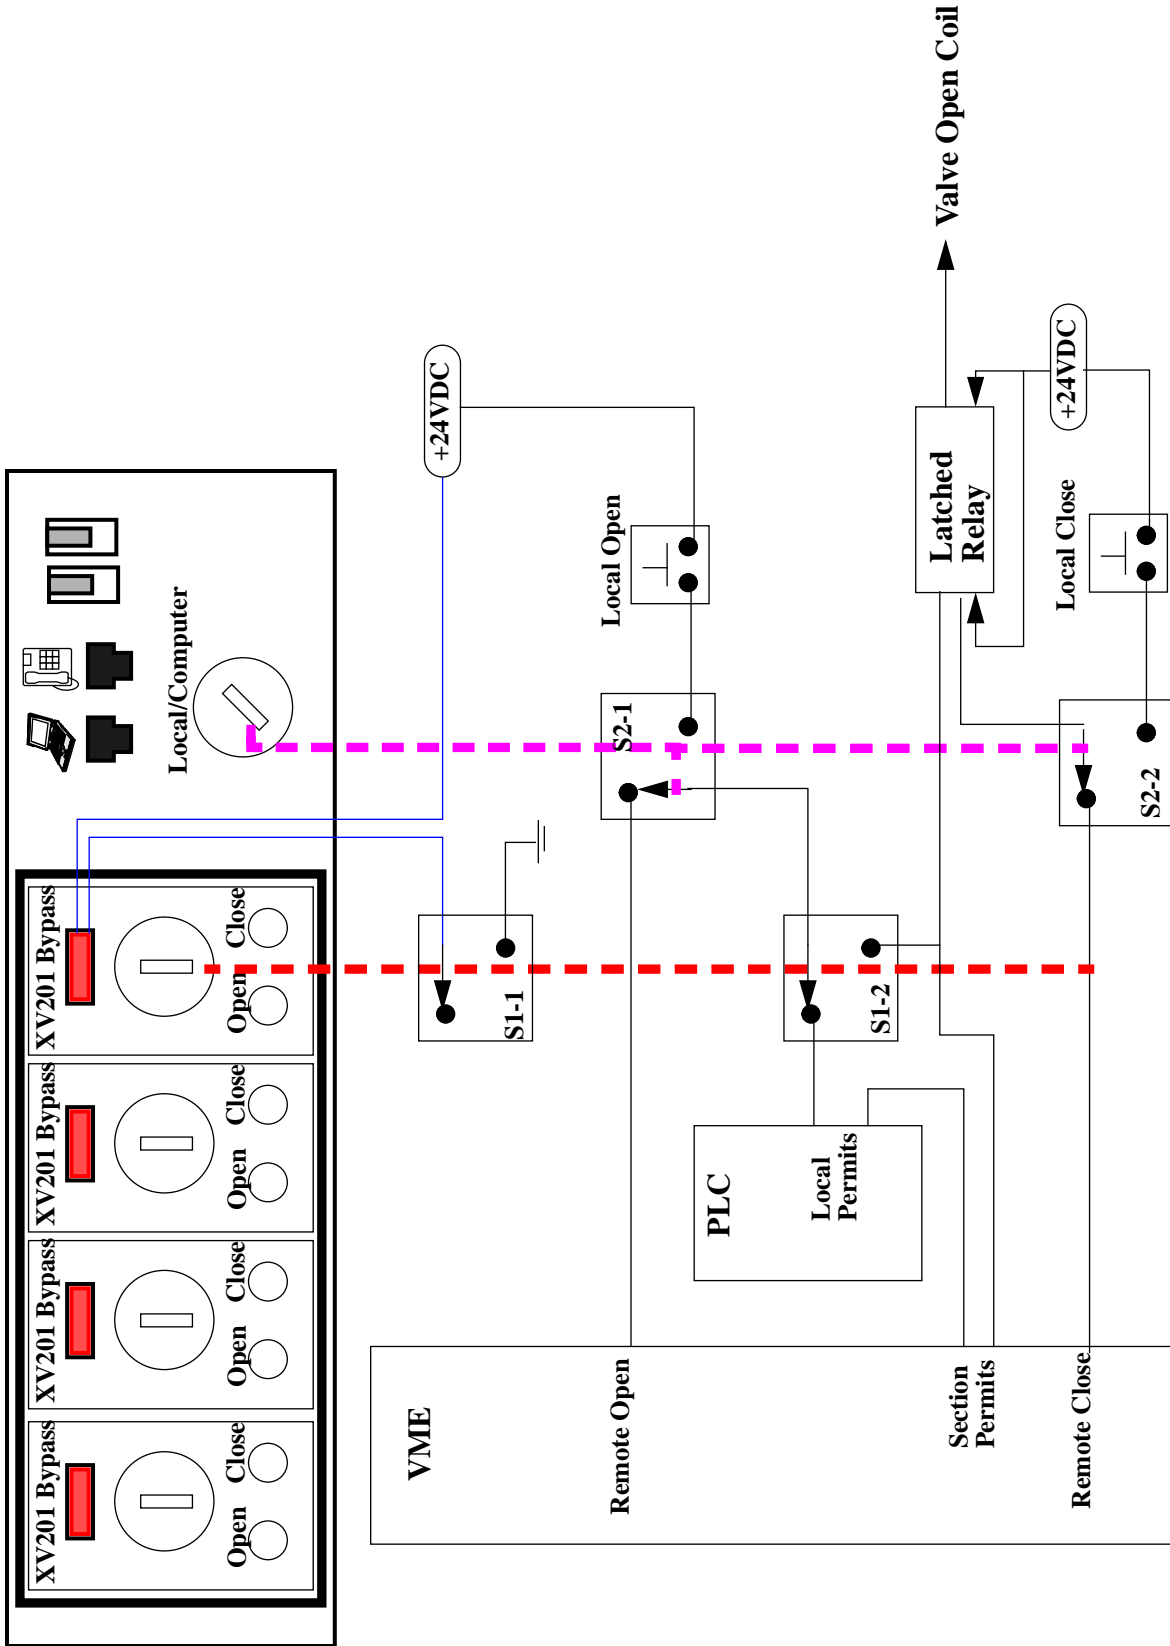 XV201 Bypass
Open
Close
XV201 Bypass
Open
Close
XV201 Bypass
Open
Close
XV201 Bypass
Open
Close
Local/Computer
+24VDC
S1-1
VME
Remote Open
S2-1
Local Open
PLC
Local
Permits
S1-2
Section
Permits
Latched
Relay
Valve Open Coil
Remote Close
S2-2
Local Close
+24VDC